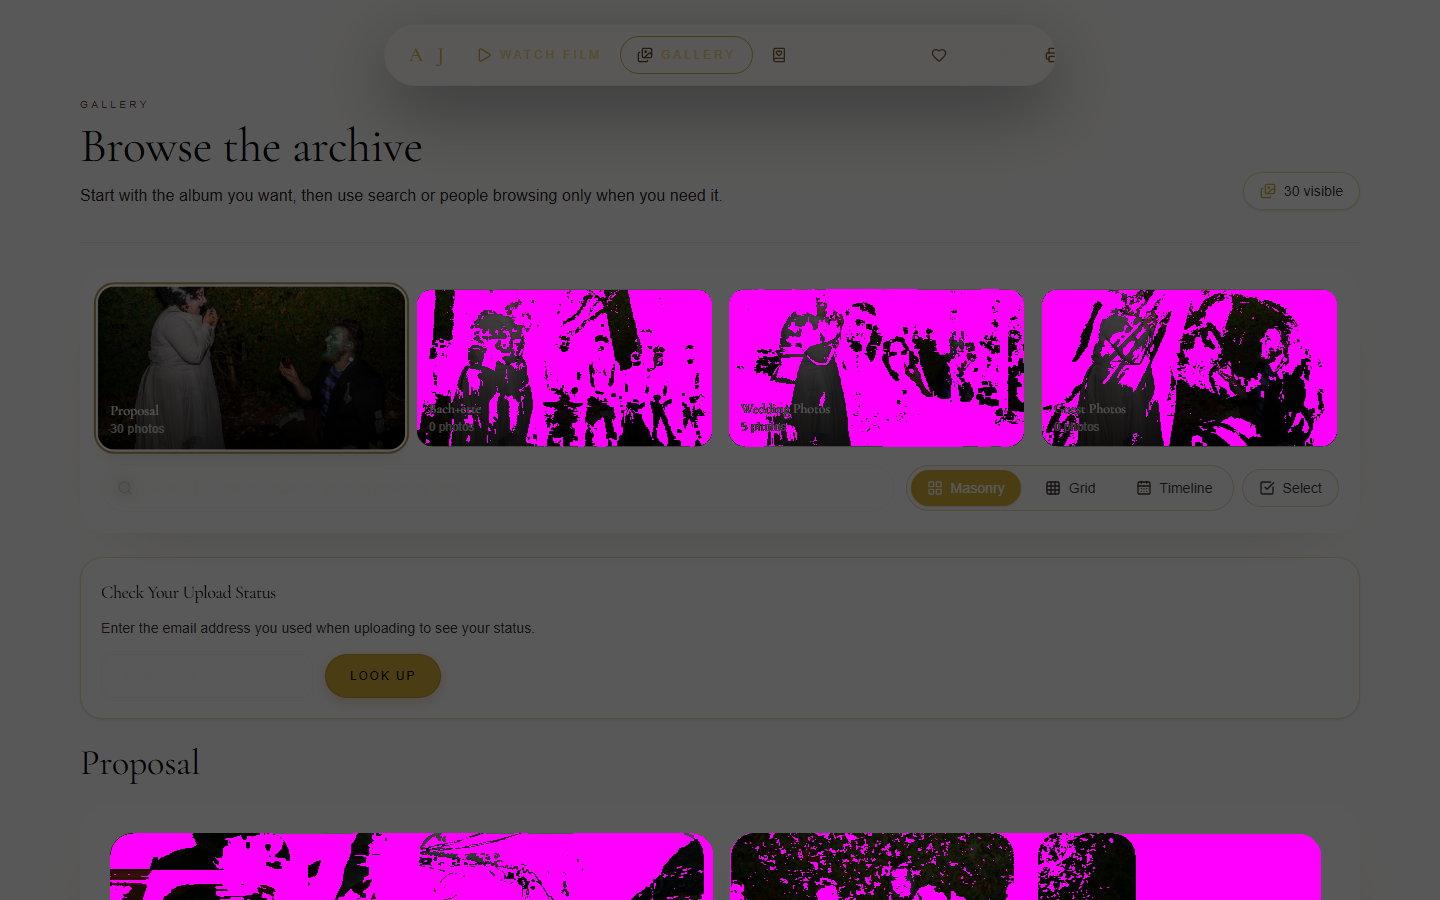 A J
WATCH FILM
GALLERY
GALLERY
Browse the archive
Start with the album you want, then use search or people browsing only when you need it.
30 visible
Proposal
30 photos
0 photos
Wedding Photos
5 photos
Guest Photos
0 photos
Masonry
Grid
Timeline
Select
Check Your Upload Status
Enter the email address you used when uploading to see your status.
LOOK UP
Proposal